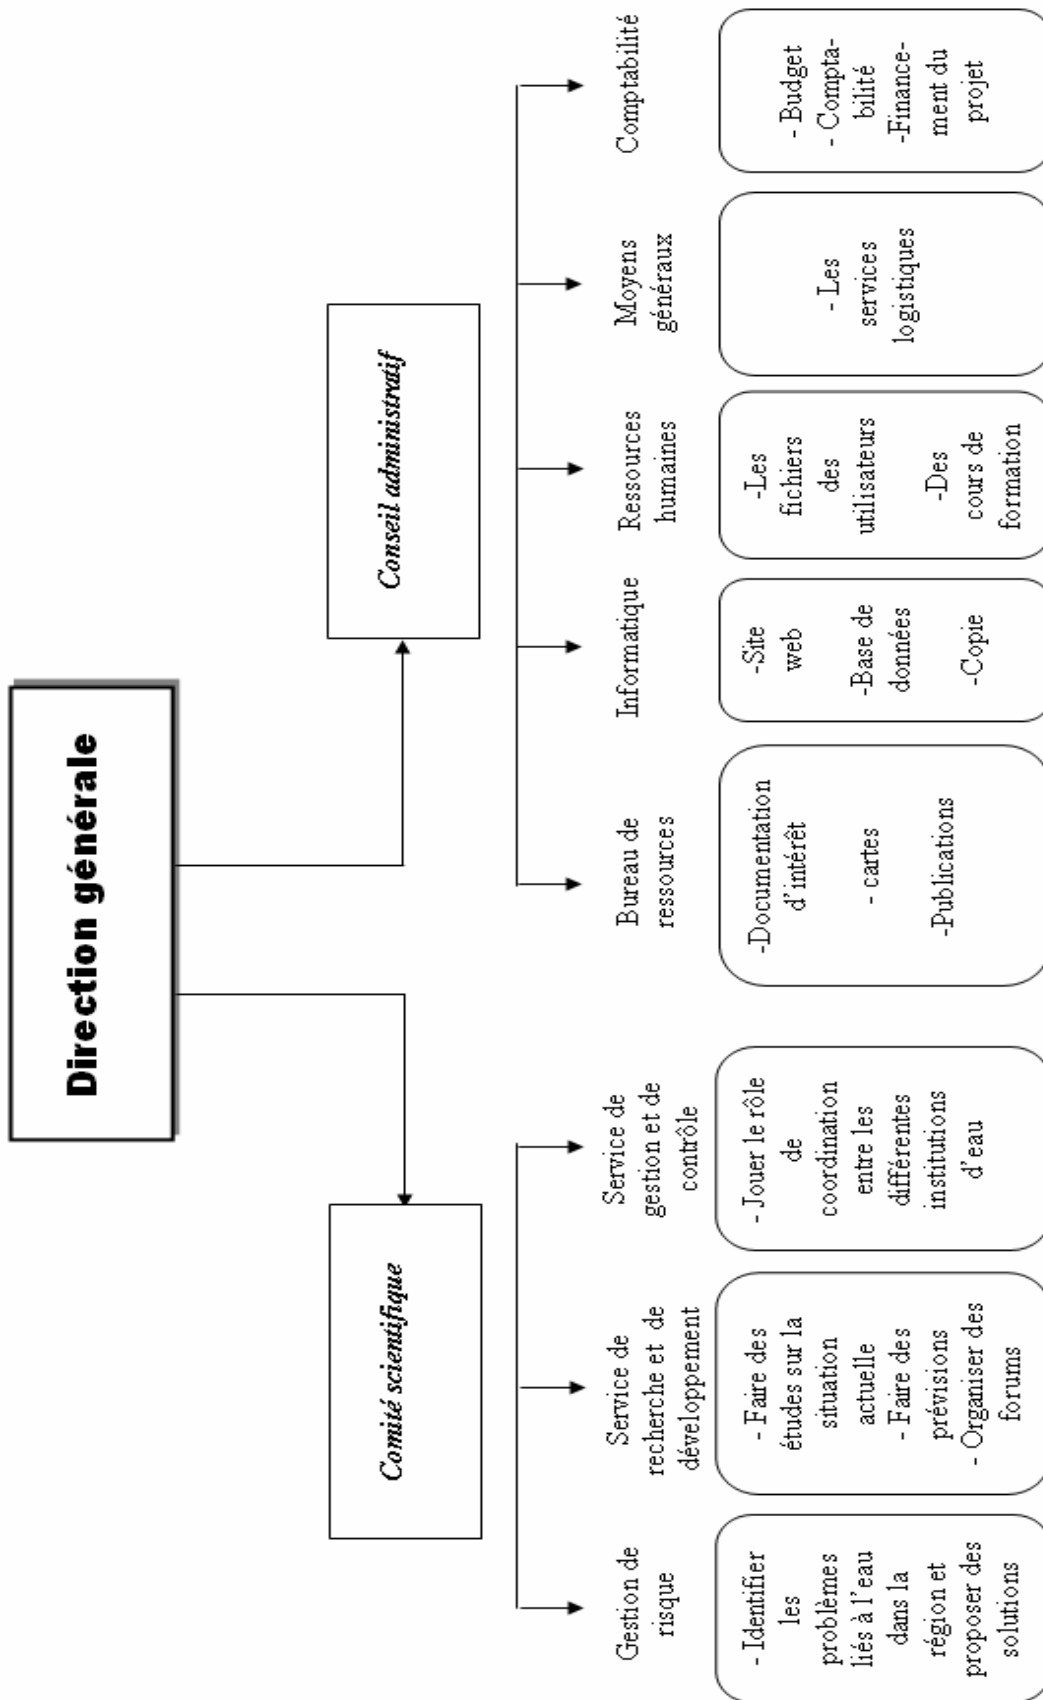 Direction générale
Comité scientifique
Conseil administratif
Gestion de
risque
Service de
recherche et de
développement
Service de
gestion et de
contrôle
Bureau de
ressources
Informatique
Ressources
humaines
Moyens
généraux
Comptabilité
- Identifier
les
problèmes
liés à l'eau
dans la
région et
proposer des
solutions
- Faire des
études sur la
situation
actuelle
- Faire des
prévisions
- Organiser des
forums
- Jouer le rôle
de
coordination
entre les
différentes
institutions
d'eau
-Documentation
d'intérêt
- cartes
-Publications
-Site
web
-Base de
données
-Copie
-Les
fichiers
des
utilisateurs
-Des
cours de
formation
- Les
services
logistiques
- Budget
- Compta-
bilité
-Finance-
ment du
projet